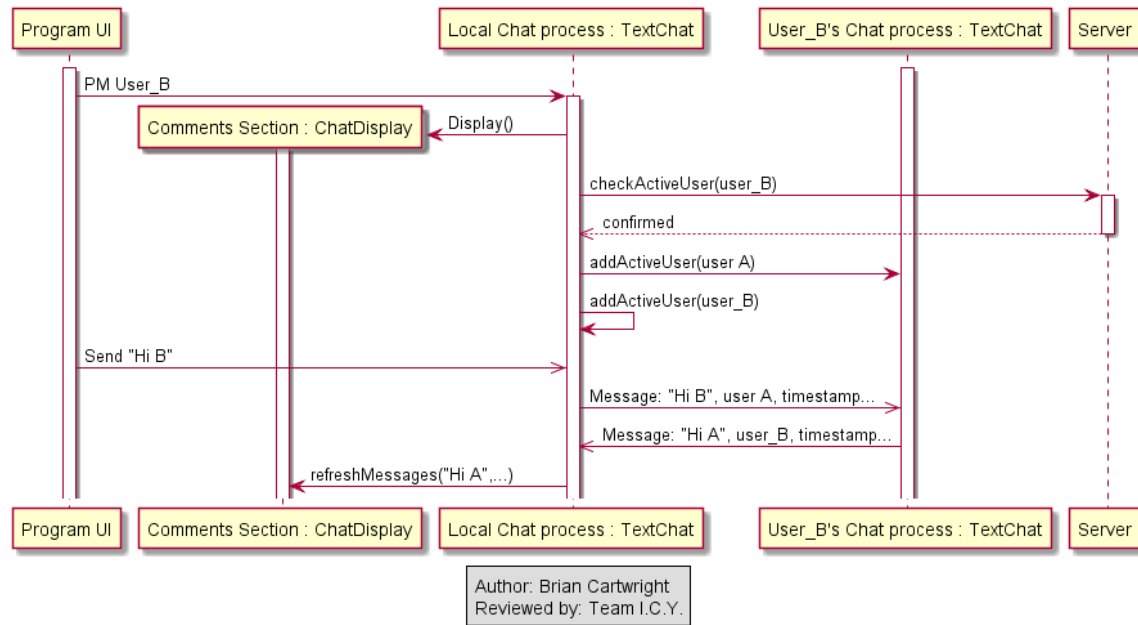 Program UI
Local Chat process : TextChat
User_B's Chat process : TextChat
Server
PM User_B
Comments Section : ChatDisplay
Display()
checkActiveUser(user_B)
confirmed
addActiveUser(user A)
addActiveUser(user_B)
Send "Hi B"
Message: "Hi B", user A, timestamp...
Message: "Hi A", user_B, timestamp...
refreshMessages("Hi A",...)
Program UI
Comments Section : ChatDisplay
Local Chat process : TextChat
User_B's Chat process : TextChat
Server
Author: Brian Cartwright
Reviewed by: Team I.C.Y.